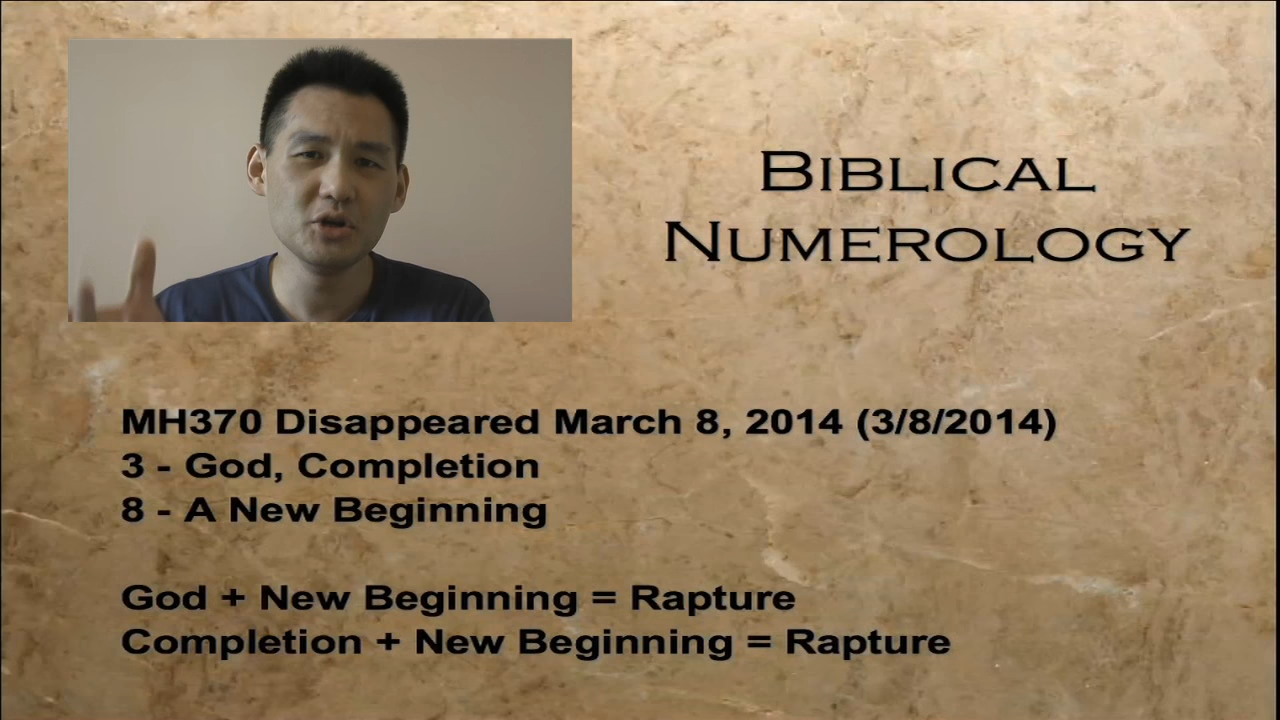 BIBLICAL
NUMEROLOGY
MH370 Disappeared March 8, 2014 (3/8/2014)
3 - God, Completion
8 - A New Beginning
God + New Beginning = Rapture
Completion + New Beginning = Rapture